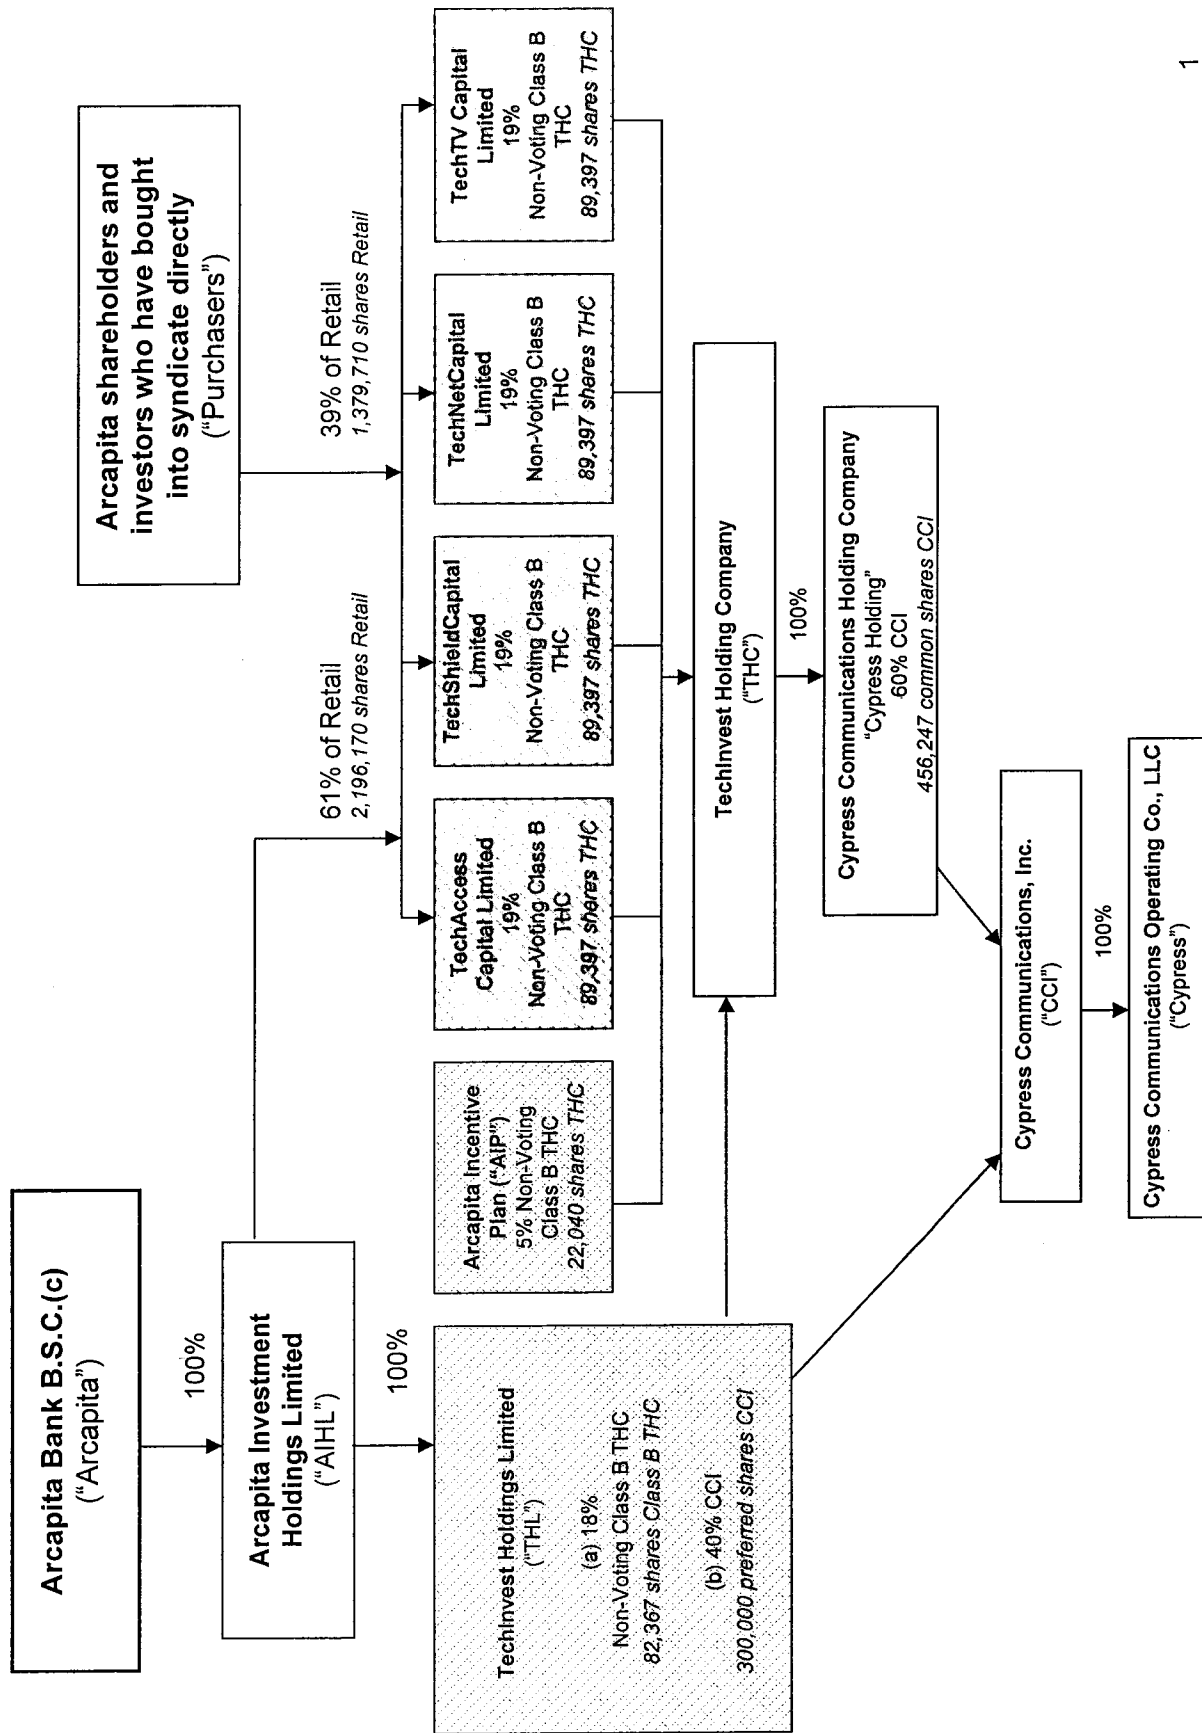 Arcapita Bank B.S.C.(c)
("Arcapita")
Arcapita shareholders and
investors who have bought
into syndicate directly
("Purchasers")
100%
Arcapita Investment
Holdings Limited
("AIHL")
61% of Retail
2,196,170 shares Retail
39% of Retail
1,379,710 shares Retail
100%
TechInvest Holdings Limited
("THL")
(a) 18%
Non-Voting Class B THC
82,367 shares Class B THC
(b) 40% CCI
300,000 preferred shares CCI
Arcapita Incentive
Plan ("AIP")
5% Non-Voting
Class B THC
22,040 shares THC
TechAccess
Capital Limited
19%
Non-Voting Class B
THC
89,397 shares THC
TechShieldCapital
Limited
19%
Non-Voting Class B
THC
89,397 shares THC
TechNetCapital
Limited
19%
Non-Voting Class B
THC
89,397 shares THC
TechTV Capital
Limited
19%
Non-Voting Class B
THC
89,397 shares THC
TechInvest Holding Company
("THC")
100%
Cypress Communications Holding Company
"Cypress Holding"
60% CCI
456,247 common shares CCI
Cypress Communications, Inc.
("CCI")
100%
Cypress Communications Operating Co., LLC
("Cypress")
1